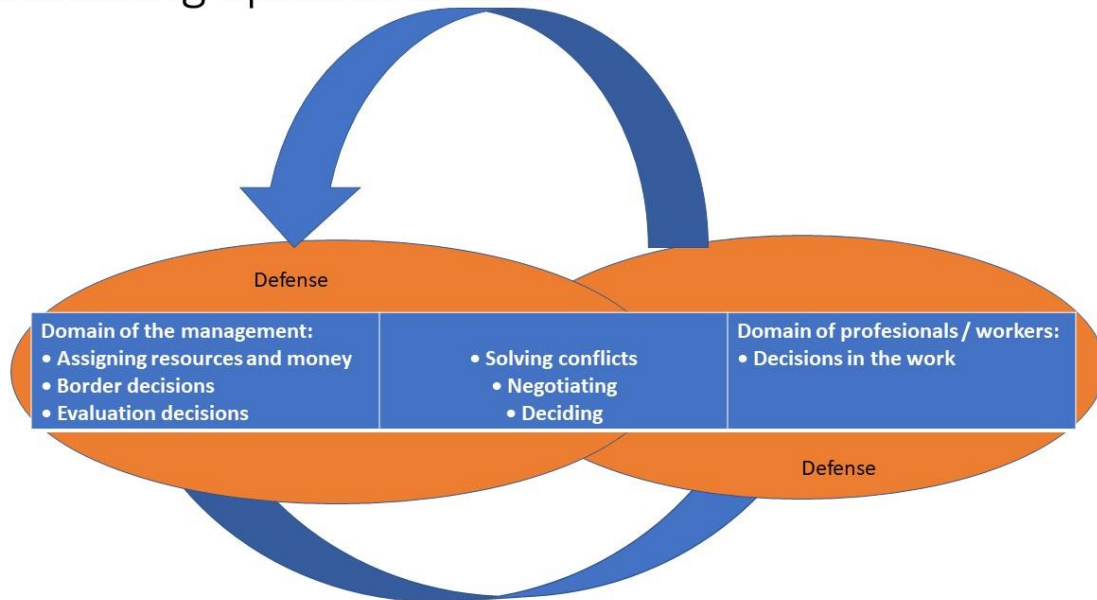 Defense
Domain of the management:
• Assigning resources and money
• Border decisions
• Evaluation decisions
• Solving conflicts
• Negotiating
• Deciding
Domain of profesionals / workers:
• Decisions in the work
Defense